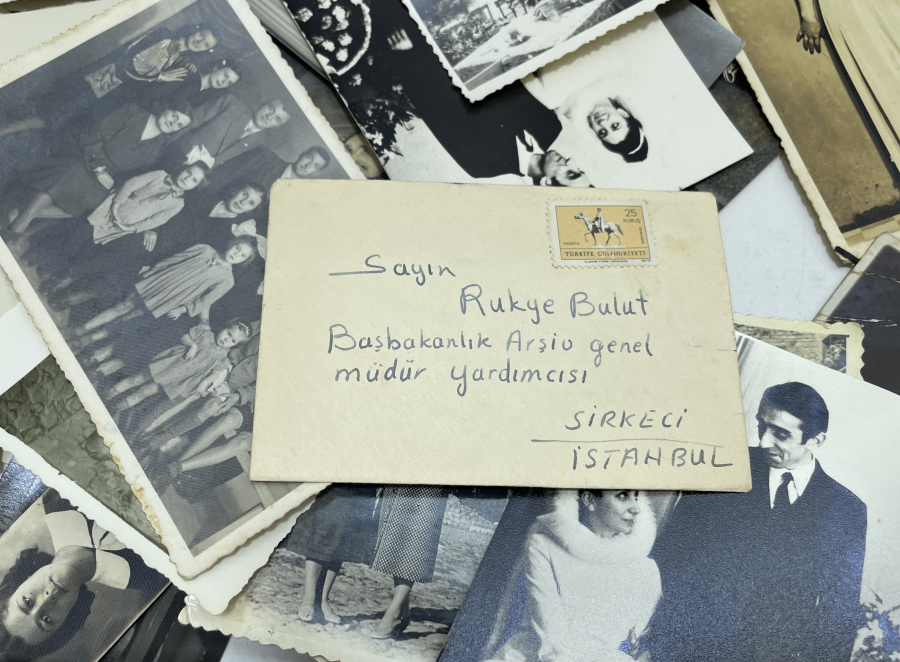 25
KURUŞ
POSTA
TÜRKİYE CUMHURİYETİ
Sayın
Rukye Bulut
Başbakanlık Arşiv genel
müdür yardımcısı
SİRKECİ
İSTANBUL